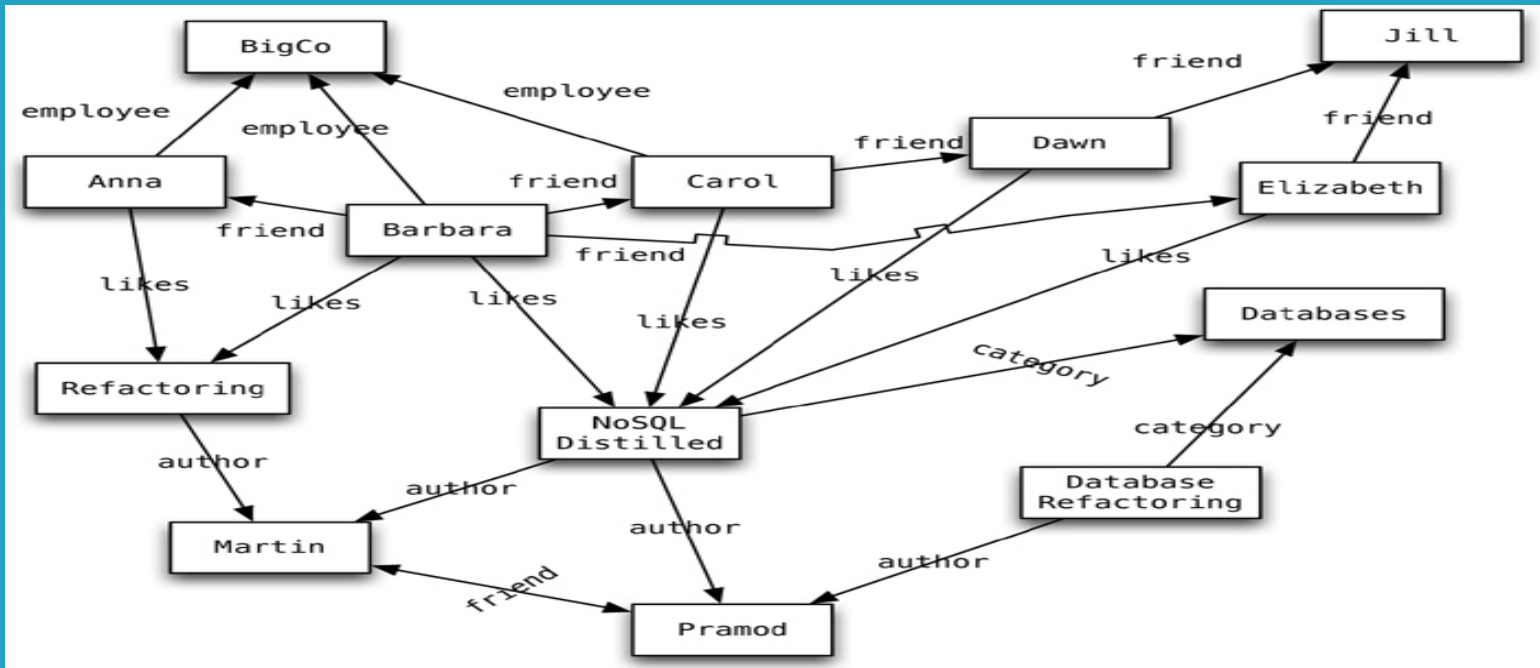 BigCo
Jill
friend
employee
employee
friend
employee
friend
Dawn
Anna
friend
Carol
Elizabeth
friend
Barbara
friend
likes
likes
likes
likes
likes
likes
Databases
category
Refactoring
NoSQL
Distilled
category
author
author
Database
Refactoring
author
Martin
author
friend
Pramod